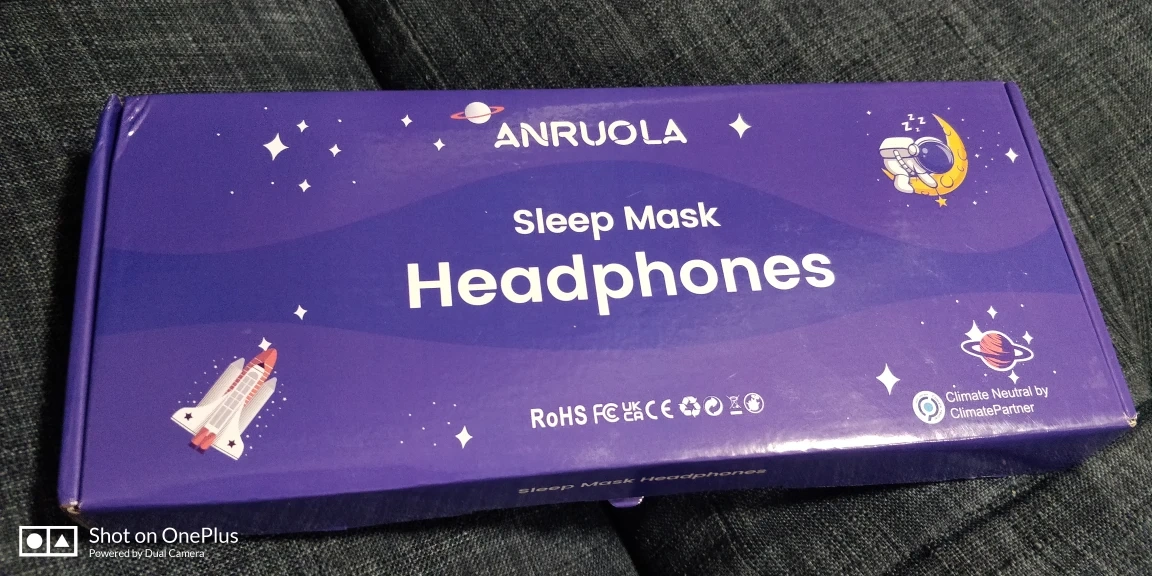 ANRUOLA
z z z z
Sleep Mask
Headphones
RoHS FC UK CA CE
Climate Neutral by
ClimatePartner
Sleep Mask Headphones
Shot on OnePlus
Powered by Dual Camera